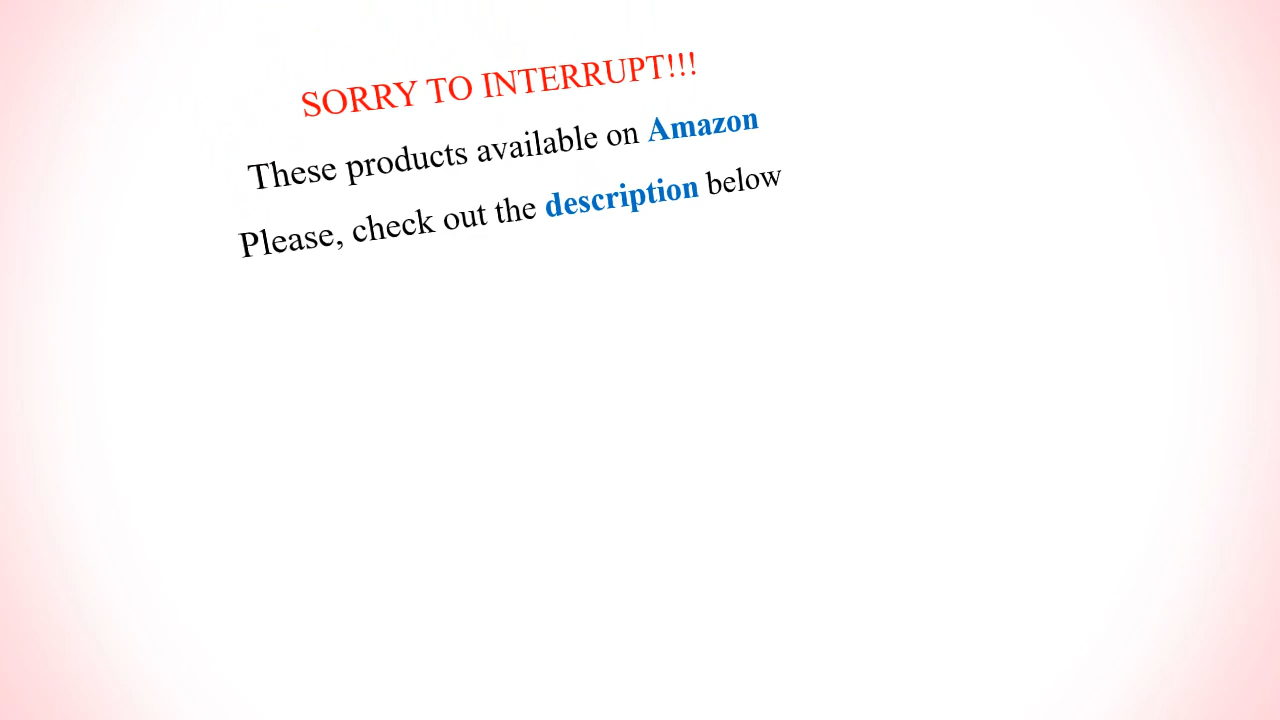 SORRY TO INTERRUPT!!!
These products available on Amazon
Please, check out the description below